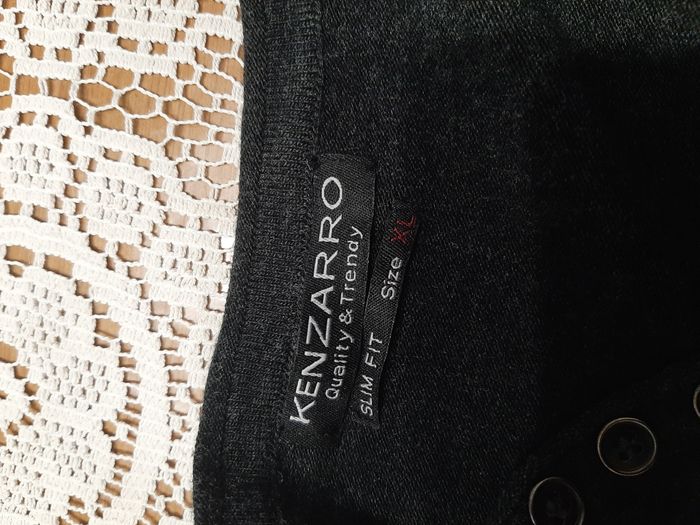 KENZARRO
Quality & Trendy
SLIM FIT Size XL